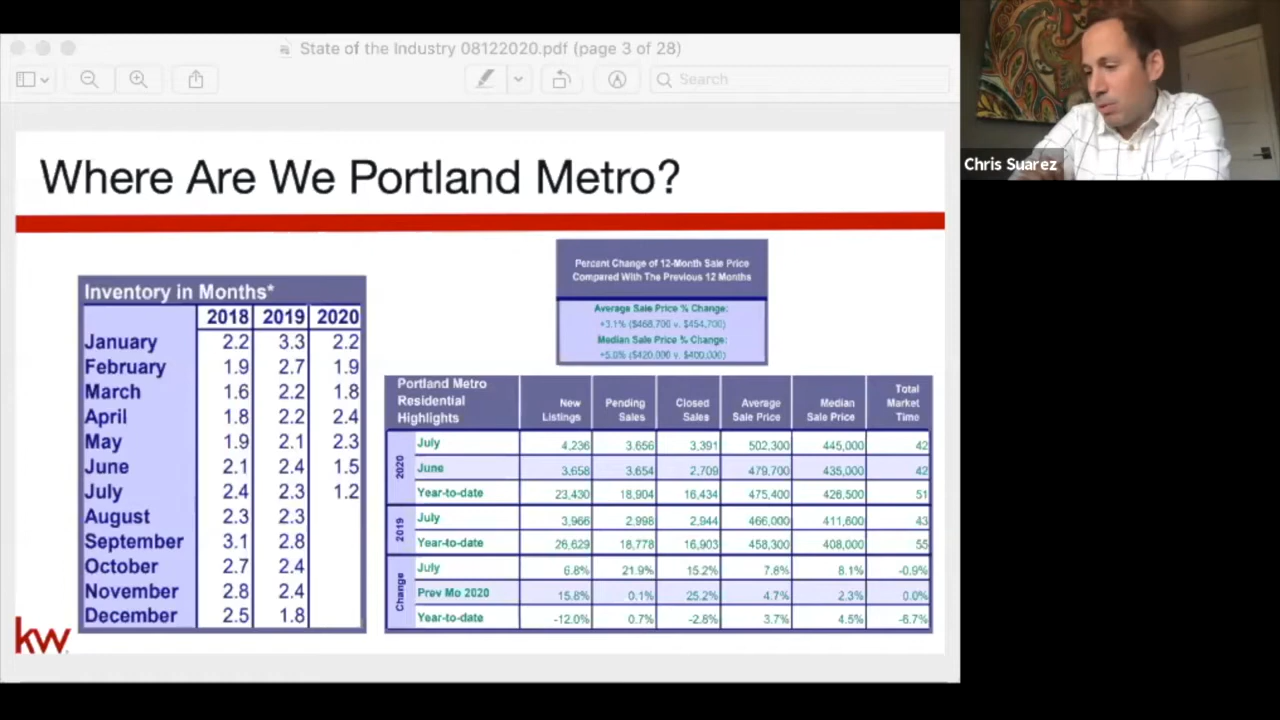 State of the Industry 08122020.pdf (page 3 of 28)
Search
Chris Suarez
Where Are We Portland Metro?
Percent Change of 12-Month Sale Price
Compared With The Previous 12 Months
Average Sale Price % Change:
+3.1% ($468,700 v. $454,700)
Median Sale Price % Change:
+5.0% ($420,000 v. $400,000)
Inventory in Months*
2018 2019 2020
January 2.2 3.3 2.2
February 1.9 2.7 1.9
March 1.6 2.2 1.8
April 1.8 2.2 2.4
May 1.9 2.1 2.3
June 2.1 2.4 1.5
July 2.4 2.3 1.2
August 2.3 2.3
September 3.1 2.8
October 2.7 2.4
November 2.8 2.4
December 2.5 1.8
Portland Metro
Residential
Highlights
New
Listings
Pending
Sales
Closed
Sales
Average
Sale Price
Median
Sale Price
Total
Market
Time
2020
July 4,236 3,656 3,391 502,300 445,000 42
June 3,658 3,654 2,709 479,700 435,000 42
Year-to-date 23,430 18,904 16,434 475,400 426,500 51
2019
July 3,966 2,998 2,944 466,000 411,600 43
Year-to-date 26,629 18,778 16,903 458,300 408,000 55
Change
July 6.8% 21.9% 15.2% 7.8% 8.1% -0.9%
Prev Mo 2020 15.8% 0.1% 25.2% 4.7% 2.3% 0.0%
Year-to-date -12.0% 0.7% -2.8% 3.7% 4.5% -6.7%
kw